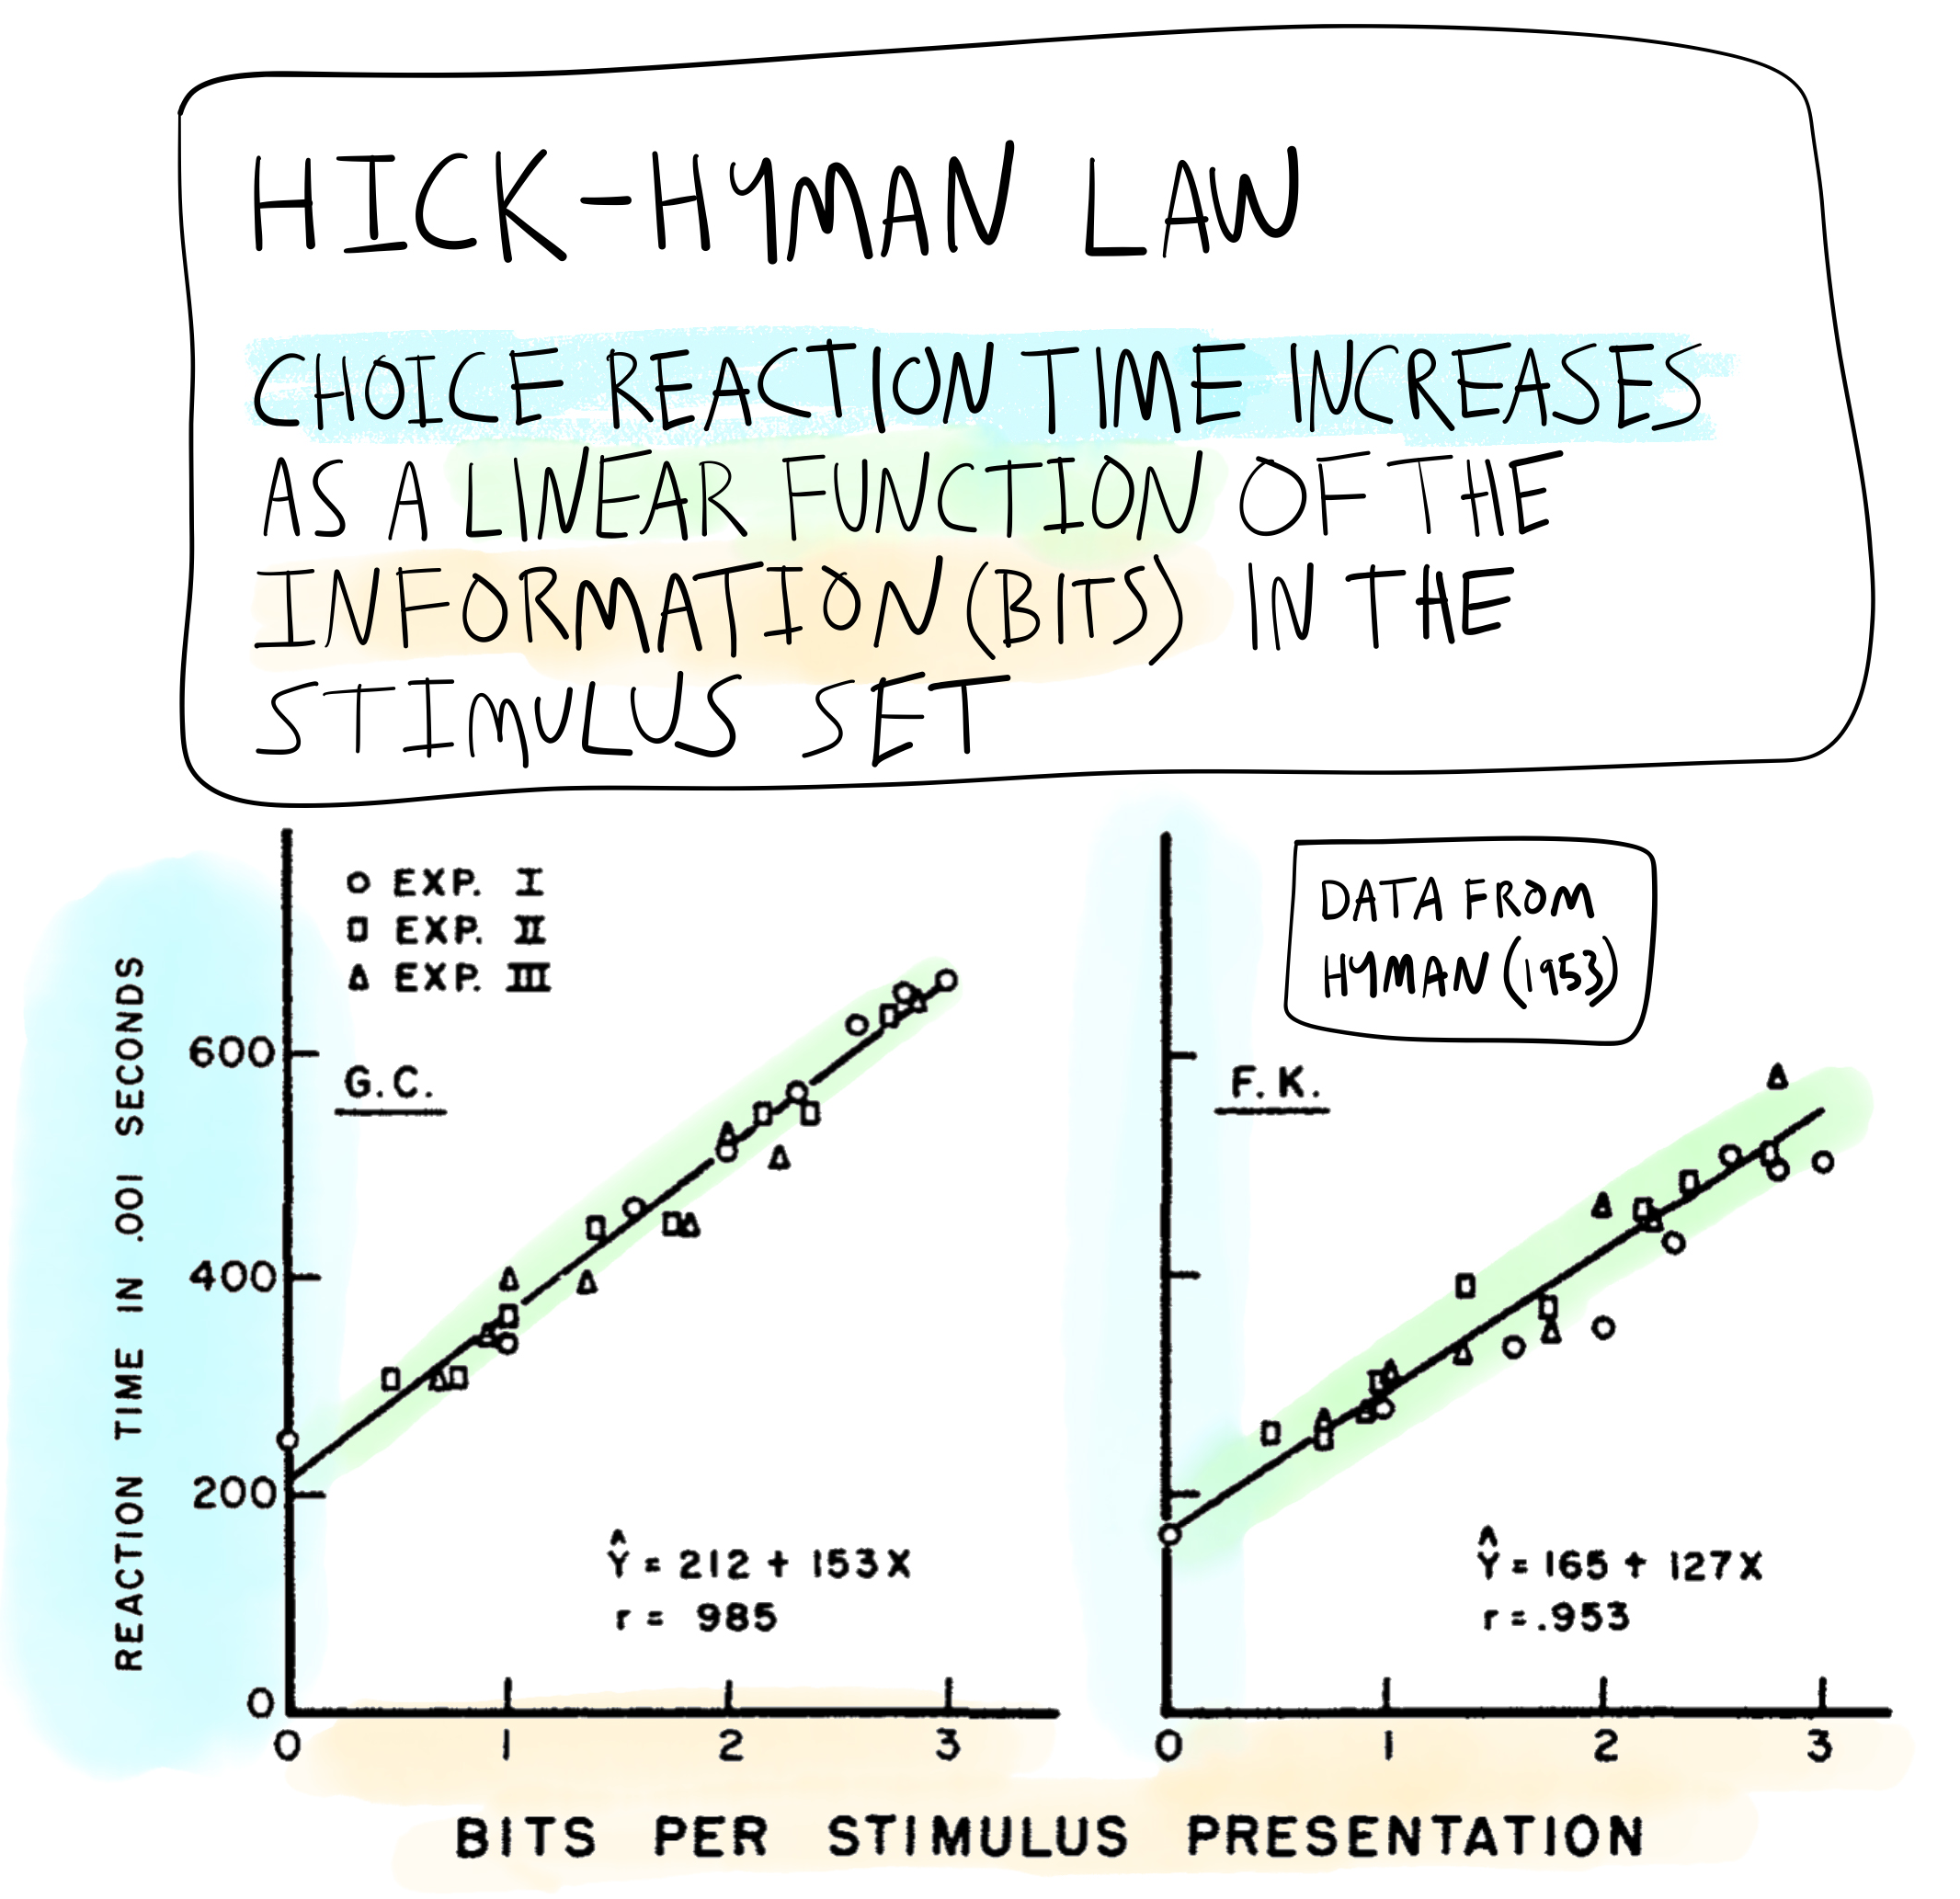 HICK-HYMAN LAW
CHOICE REACTION TIME INCREASES
AS A LINEAR FUNCTION OF THE
INFORMATION (BITS) IN THE
STIMULUS SET
EXP. I
EXP. II
EXP. III
G.C.
REACTION TIME IN .001 SECONDS
600
400
200
0
Ŷ = 212 + 153X
r = 985
0 1 2 3
DATA FROM
HYMAN (1953)
F.K.
Ŷ = 165 + 127X
r = .953
0 1 2 3
BITS PER STIMULUS PRESENTATION